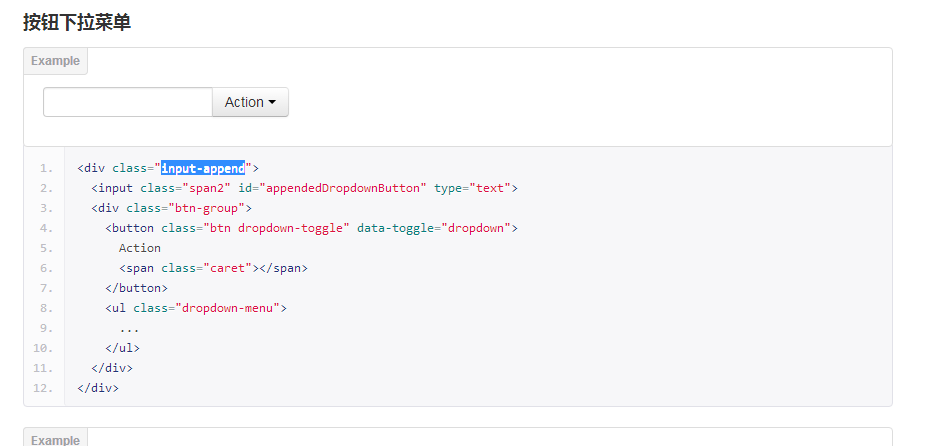 按钮下拉菜单
Example
Action
1. <div class="input-append">
2. <input class="span2" id="appendedDropdownButton" type="text">
3. <div class="btn-group">
4. <button class="btn dropdown-toggle" data-toggle="dropdown">
5. Action
6. <span class="caret"></span>
7. </button>
8. <ul class="dropdown-menu">
9. ...
10. </ul>
11. </div>
12. </div>
Example